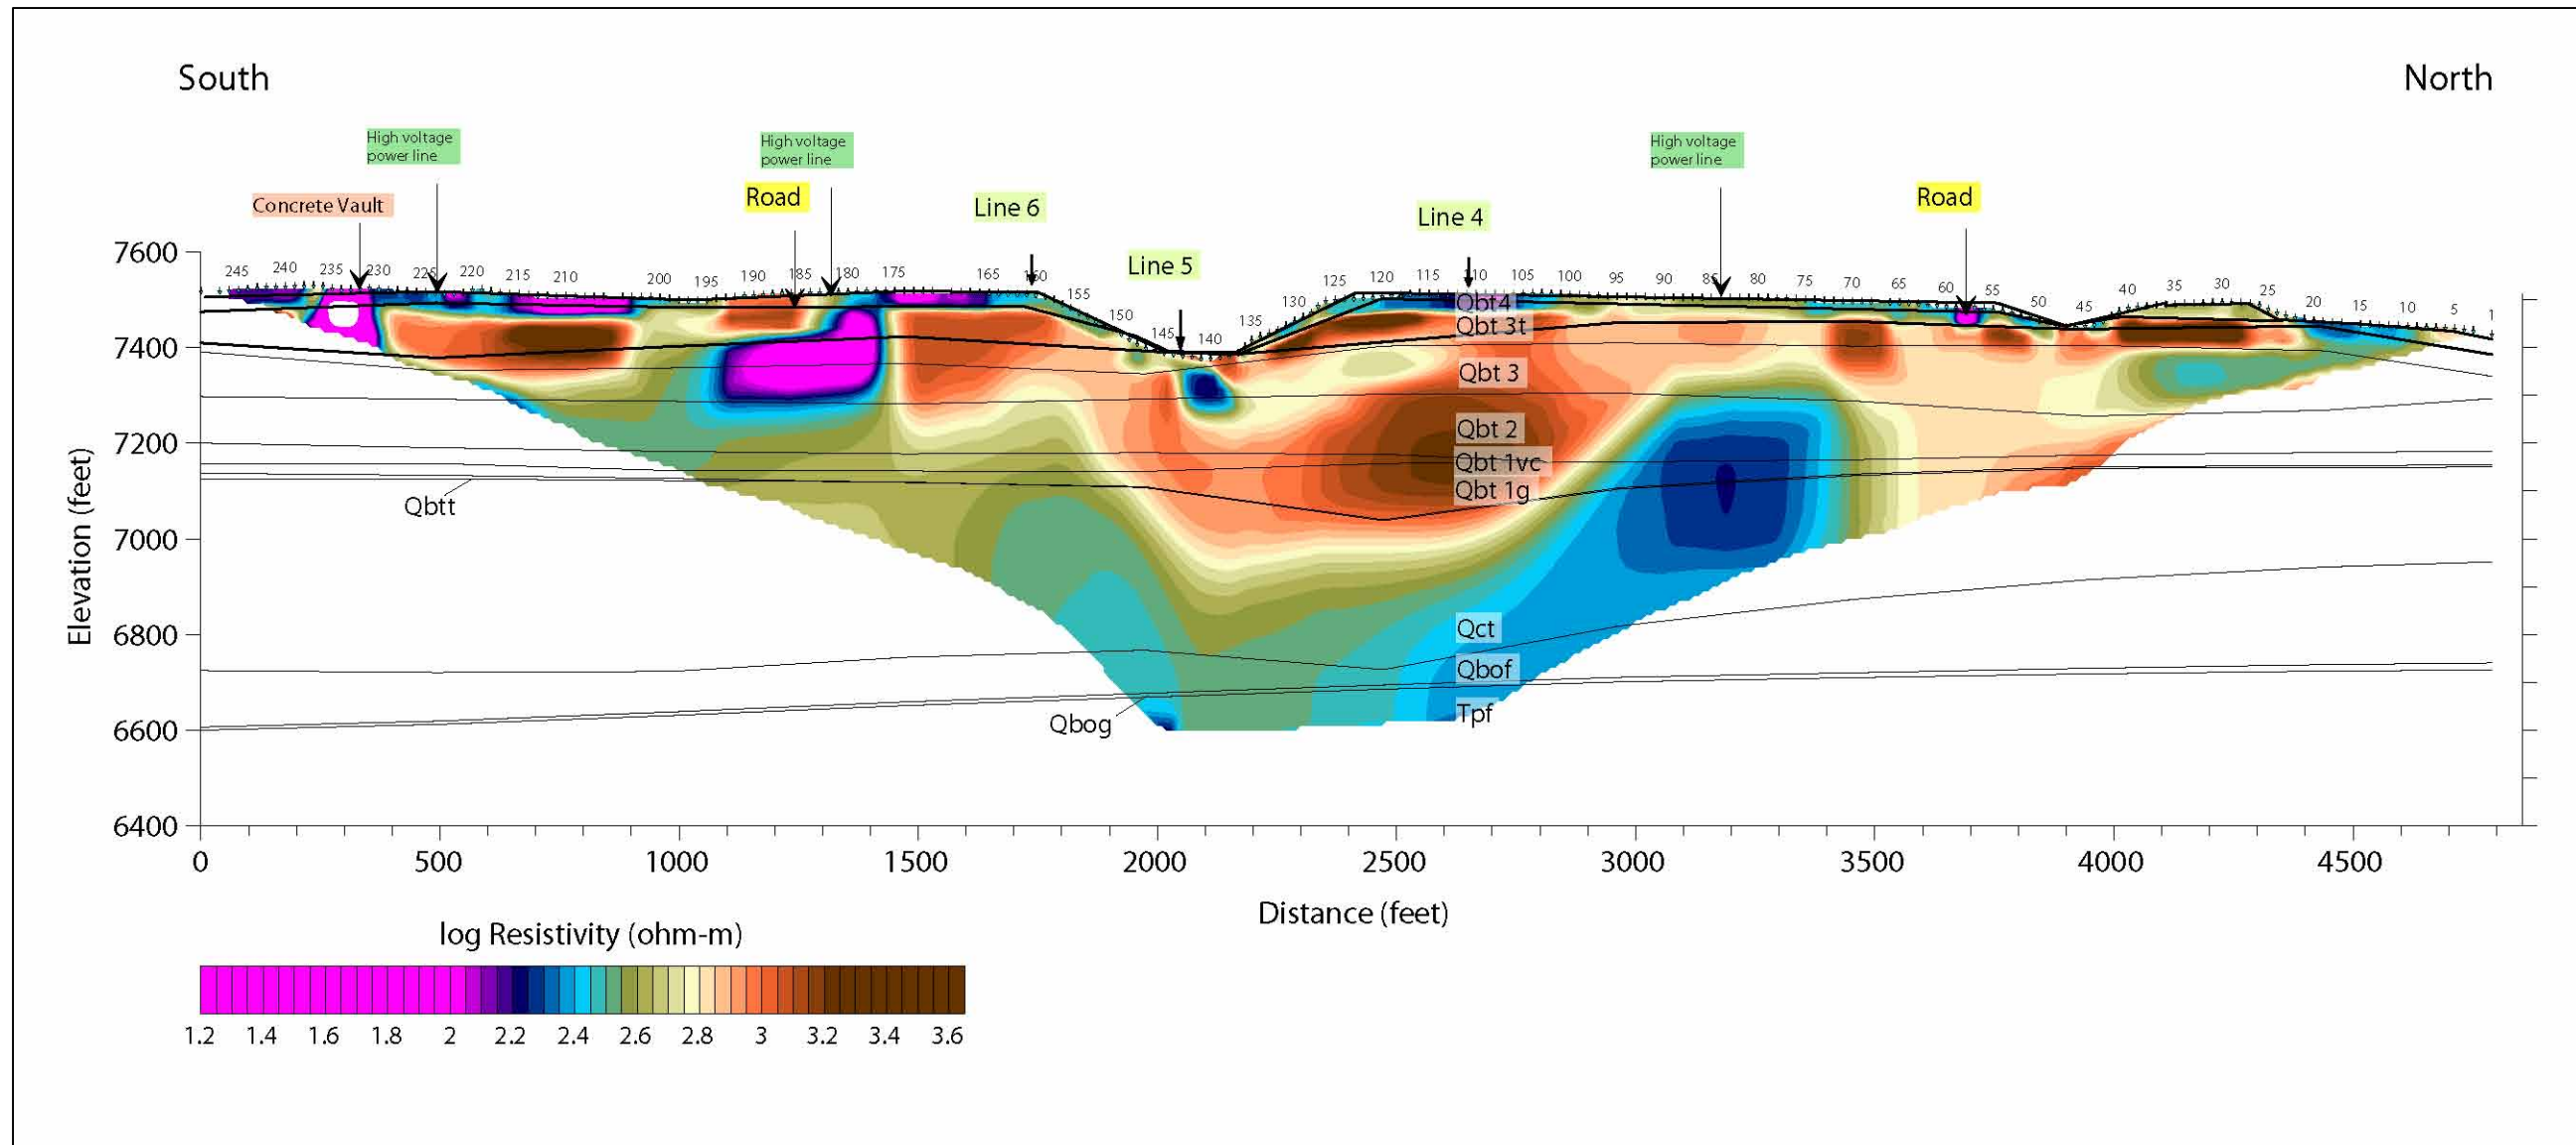 South
North
High voltage
power line
High voltage
power line
High voltage
power line
Concrete Vault
Road
Line 6
Line 5
Line 4
Road
245 240 235 230 225 220 215 210 200 195 190 185 180 175 165 160 155 150 145 140 135 130 125 120 115 110 105 100 95 90 85 80 75 70 65 60 55 50 45 40 35 30 25 20 15 10 5 1
7600
7400
7200
7000
6800
6600
6400
Elevation (feet)
Qbt4
Qbt 3t
Qbt 3
Qbt 2
Qbt 1vc
Qbt 1g
Qbtt
Qct
Qbof
Tpf
Qbog
0 500 1000 1500 2000 2500 3000 3500 4000 4500
Distance (feet)
log Resistivity (ohm-m)
1.2 1.4 1.6 1.8 2 2.2 2.4 2.6 2.8 3 3.2 3.4 3.6